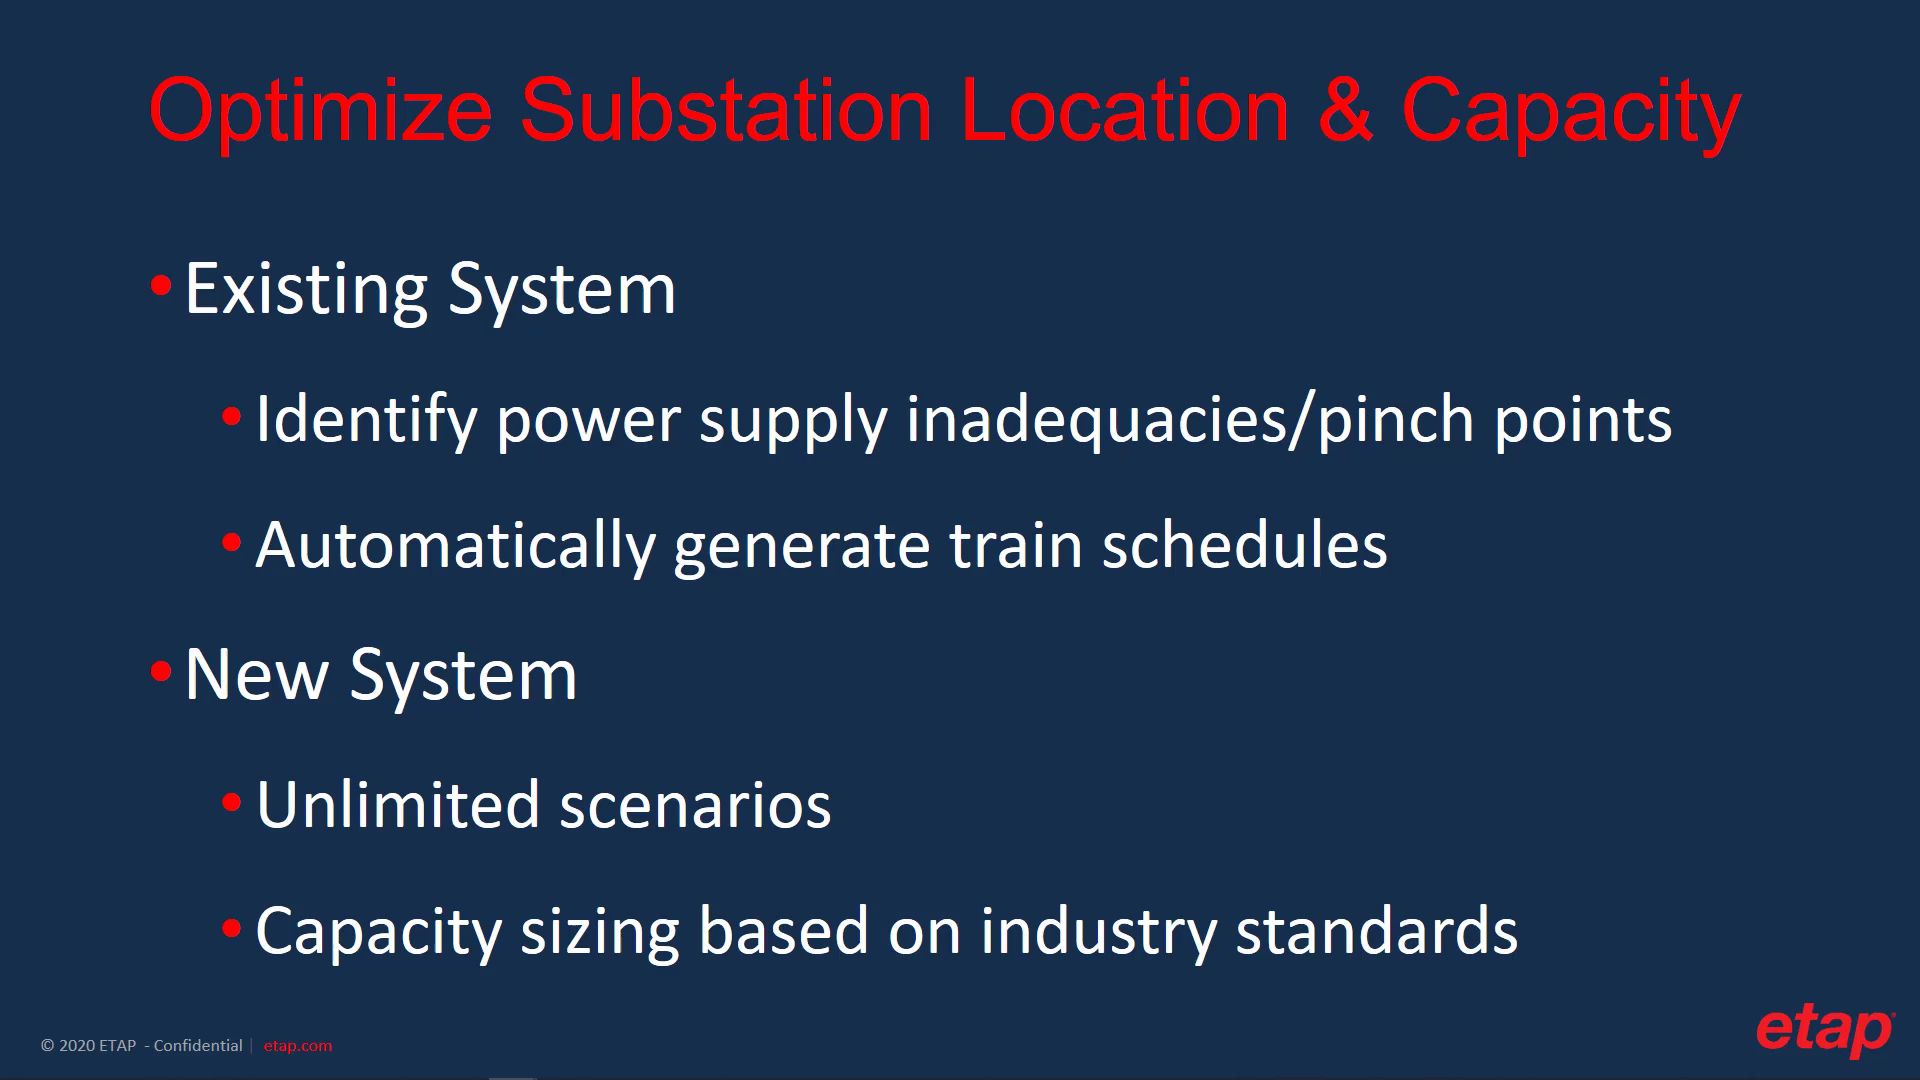 Optimize Substation Location & Capacity
• Existing System
• Identify power supply inadequacies/pinch points
• Automatically generate train schedules
• New System
• Unlimited scenarios
• Capacity sizing based on industry standards
© 2020 ETAP - Confidential | etap.com
etap